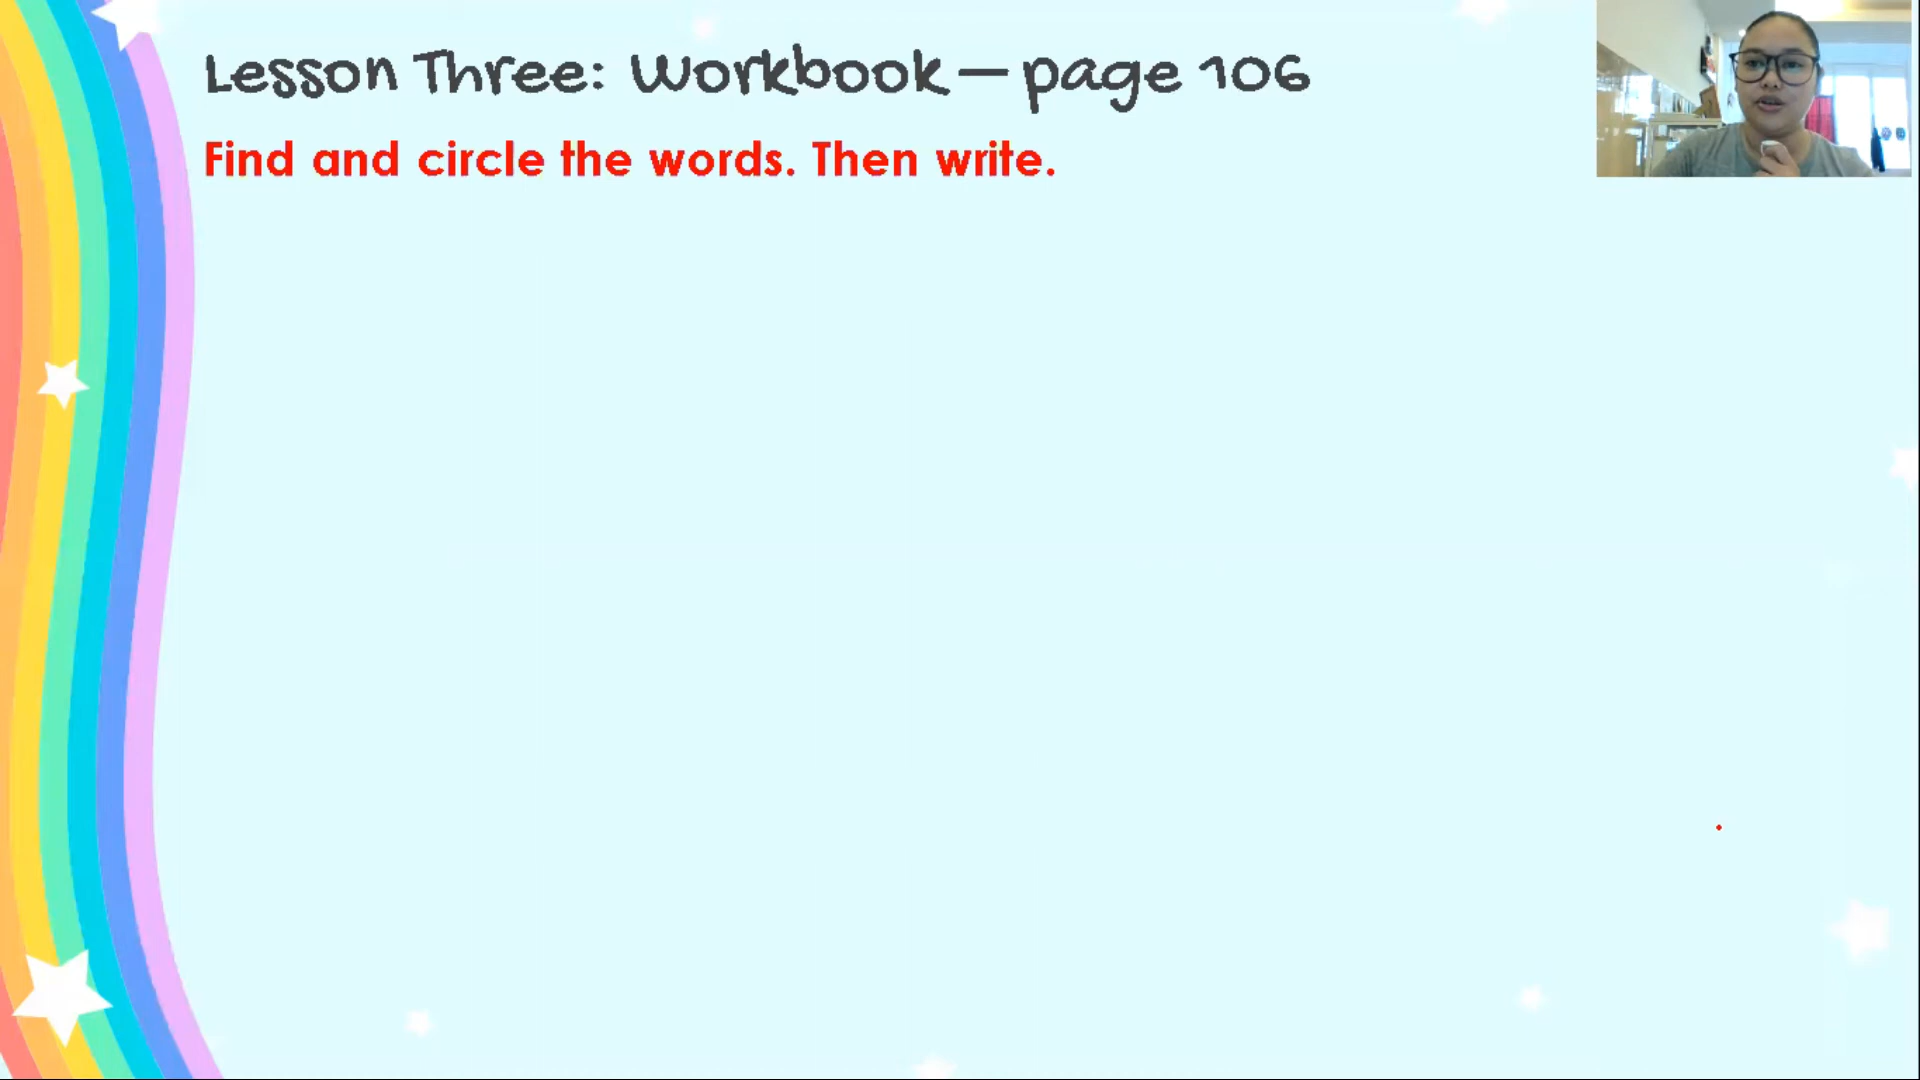 Lesson Three: Workbook – page 106
Find and circle the words. Then write.